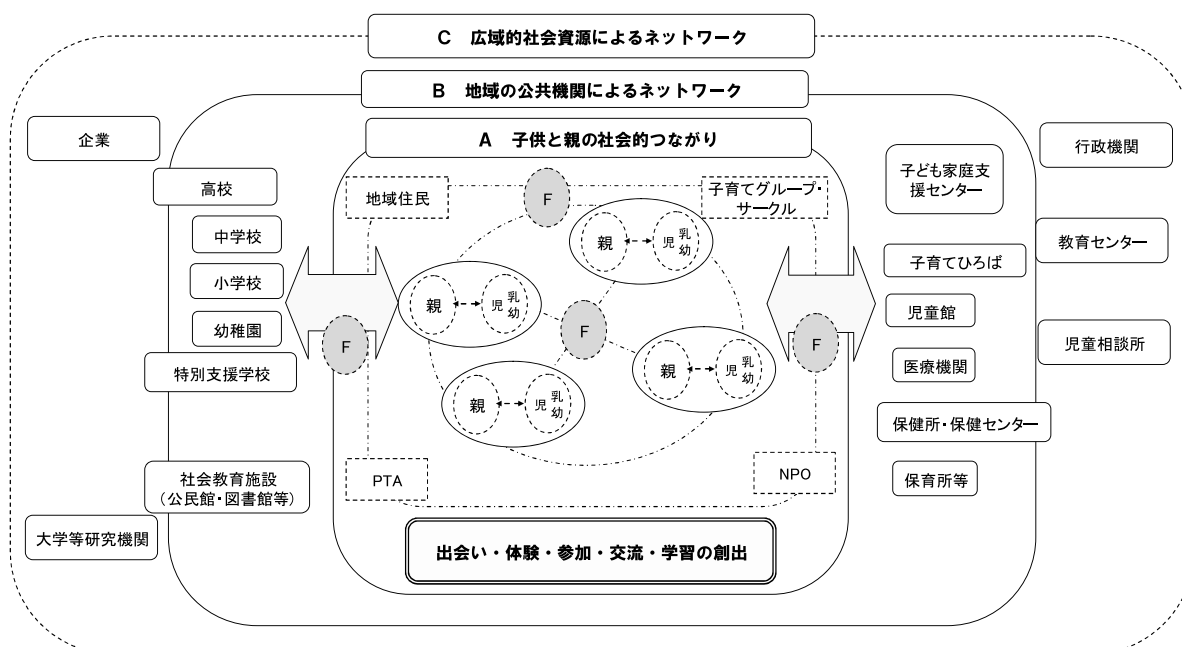 C 広域的社会資源によるネットワーク
B 地域の公共機関によるネットワーク
A 子供と親の社会的つながり
企業
高校
中学校
小学校
幼稚園
特別支援学校
社会教育施設
（公民館・図書館等）
大学等研究機関
地域住民
F
子育てグループ・
サークル
親
児
乳
幼
親
児
乳
幼
F
親
児
乳
幼
親
児
乳
幼
F
F
PTA
NPO
出会い・体験・参加・交流・学習の創出
子ども家庭支
援センター
子育てひろば
児童館
医療機関
保健所・保健センター
保育所等
行政機関
教育センター
児童相談所